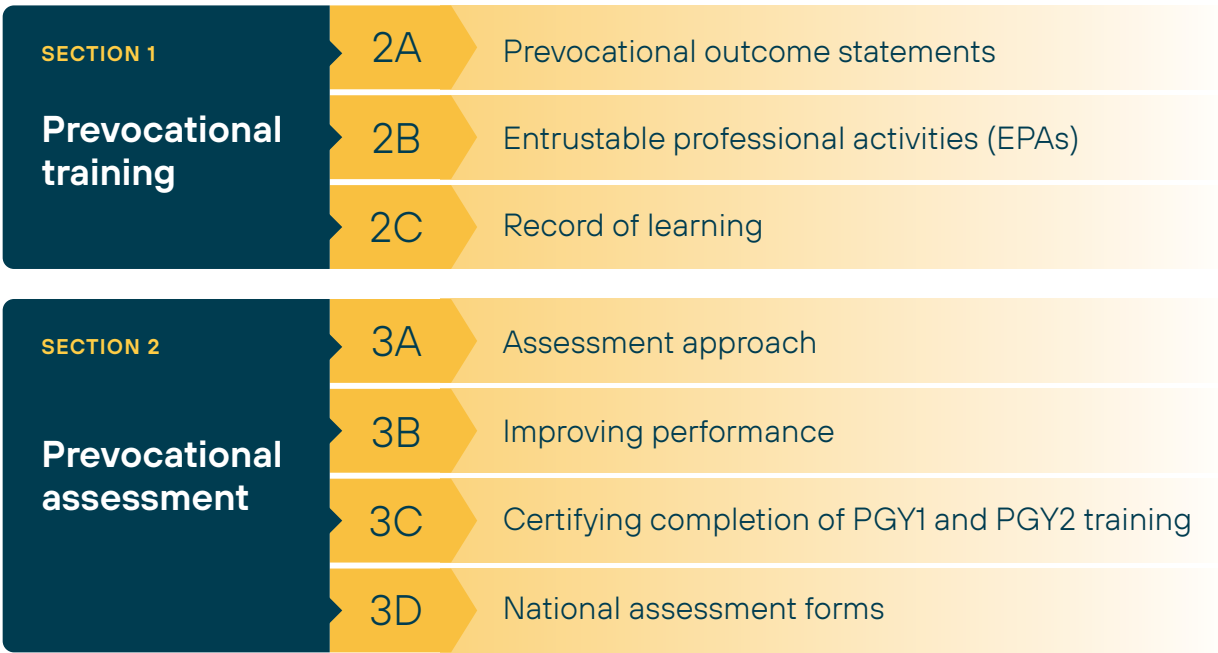 SECTION 1
Prevocational
training
2A
Prevocational outcome statements
2B
Entrustable professional activities (EPAs)
2C
Record of learning
SECTION 2
Prevocational
assessment
3A
Assessment approach
3B
Improving performance
3C
Certifying completion of PGY1 and PGY2 training
3D
National assessment forms